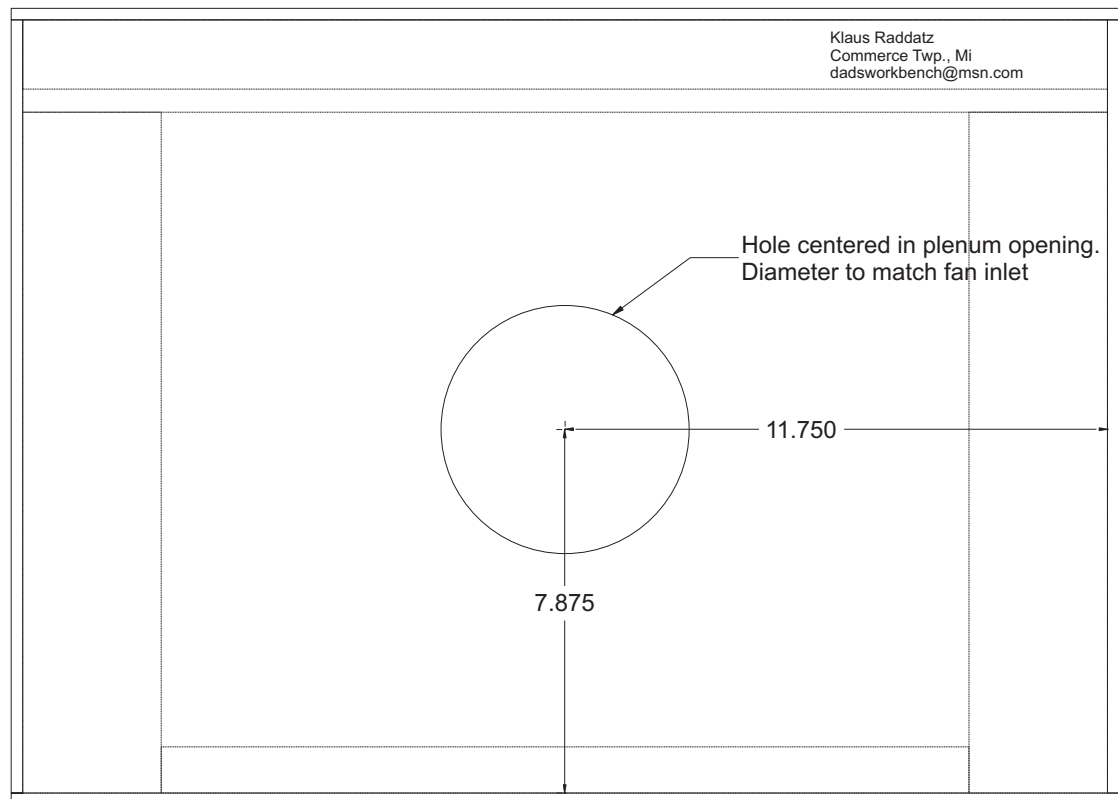 Klaus Raddatz
Commerce Twp., Mi
dadsworkbench@msn.com
Hole centered in plenum opening.
Diameter to match fan inlet
11.750
7.875